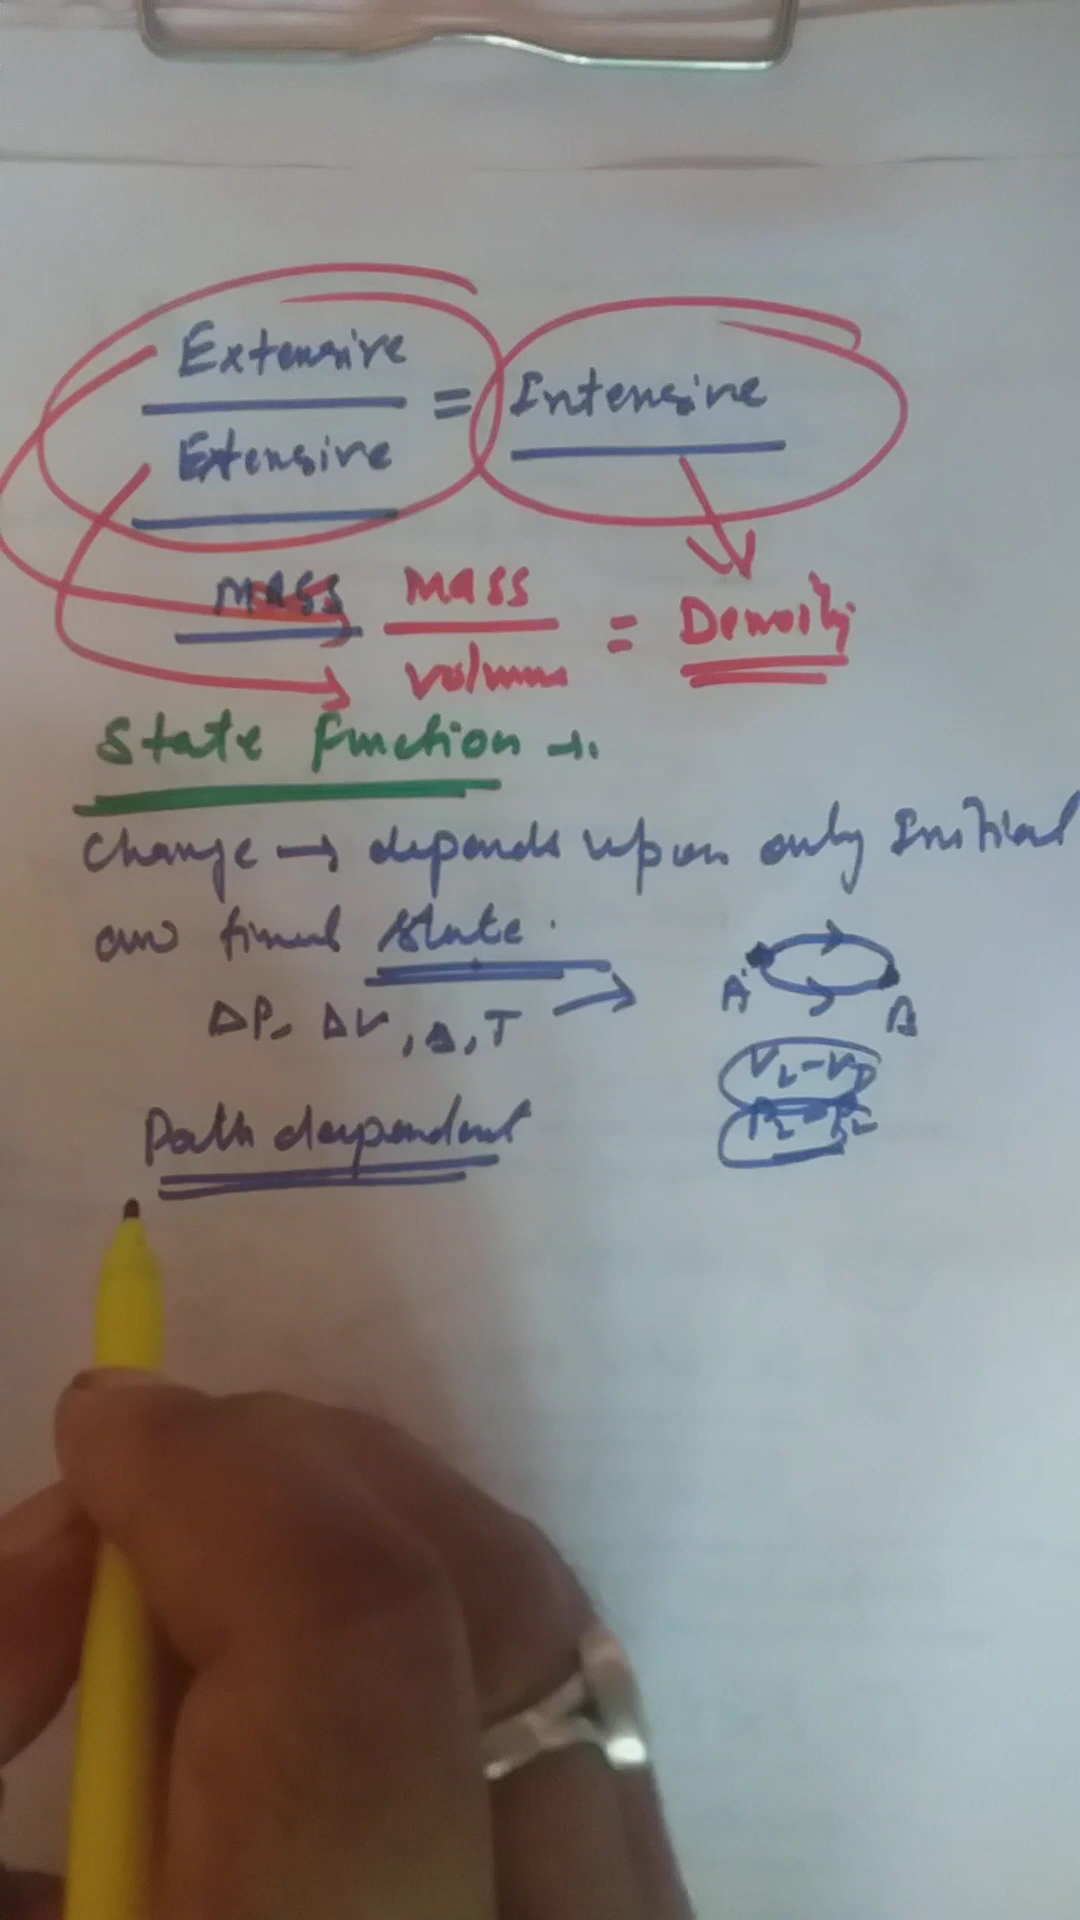 Extensive
Extensive
= Intensive
mass
mass
volume
= Density
State Function →
Change → depends upon only Initial
and final state.
ΔP, ΔV, Δ, T →
A
B
Path dependent